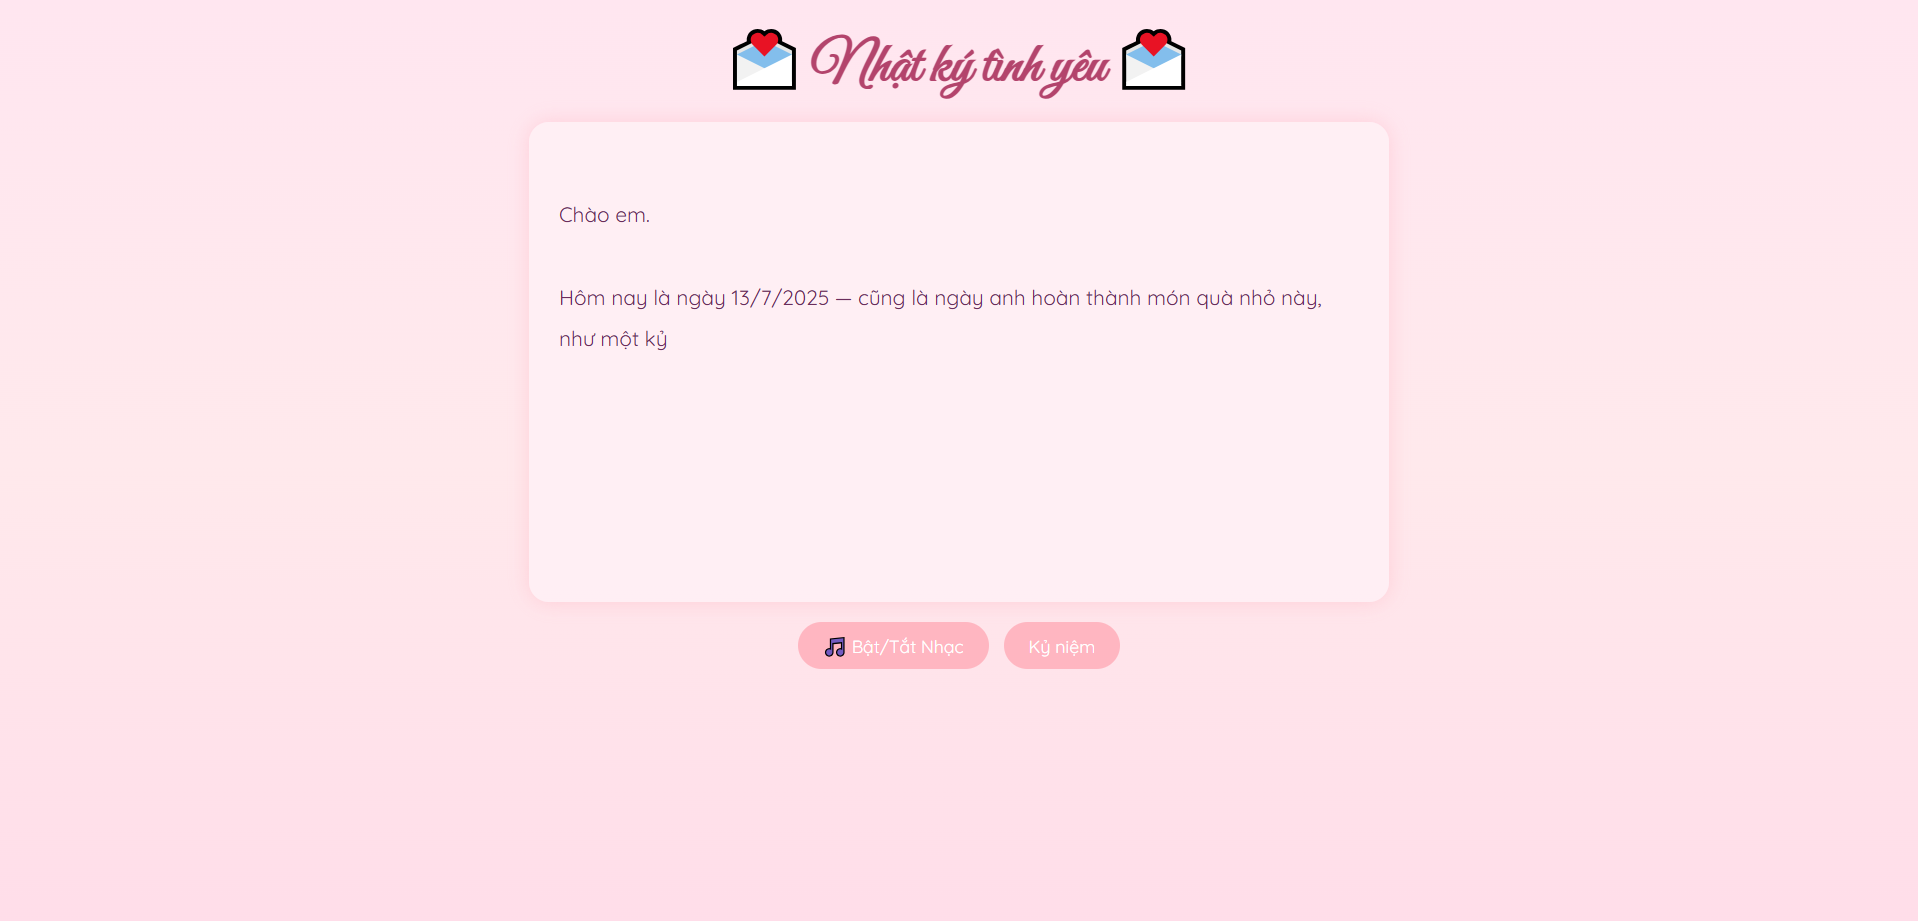 Nhật ký tình yêu
Chào em.
Hôm nay là ngày 13/7/2025 — cũng là ngày anh hoàn thành món quà nhỏ này,
như một kỷ
Bật/Tắt Nhạc
Kỷ niệm